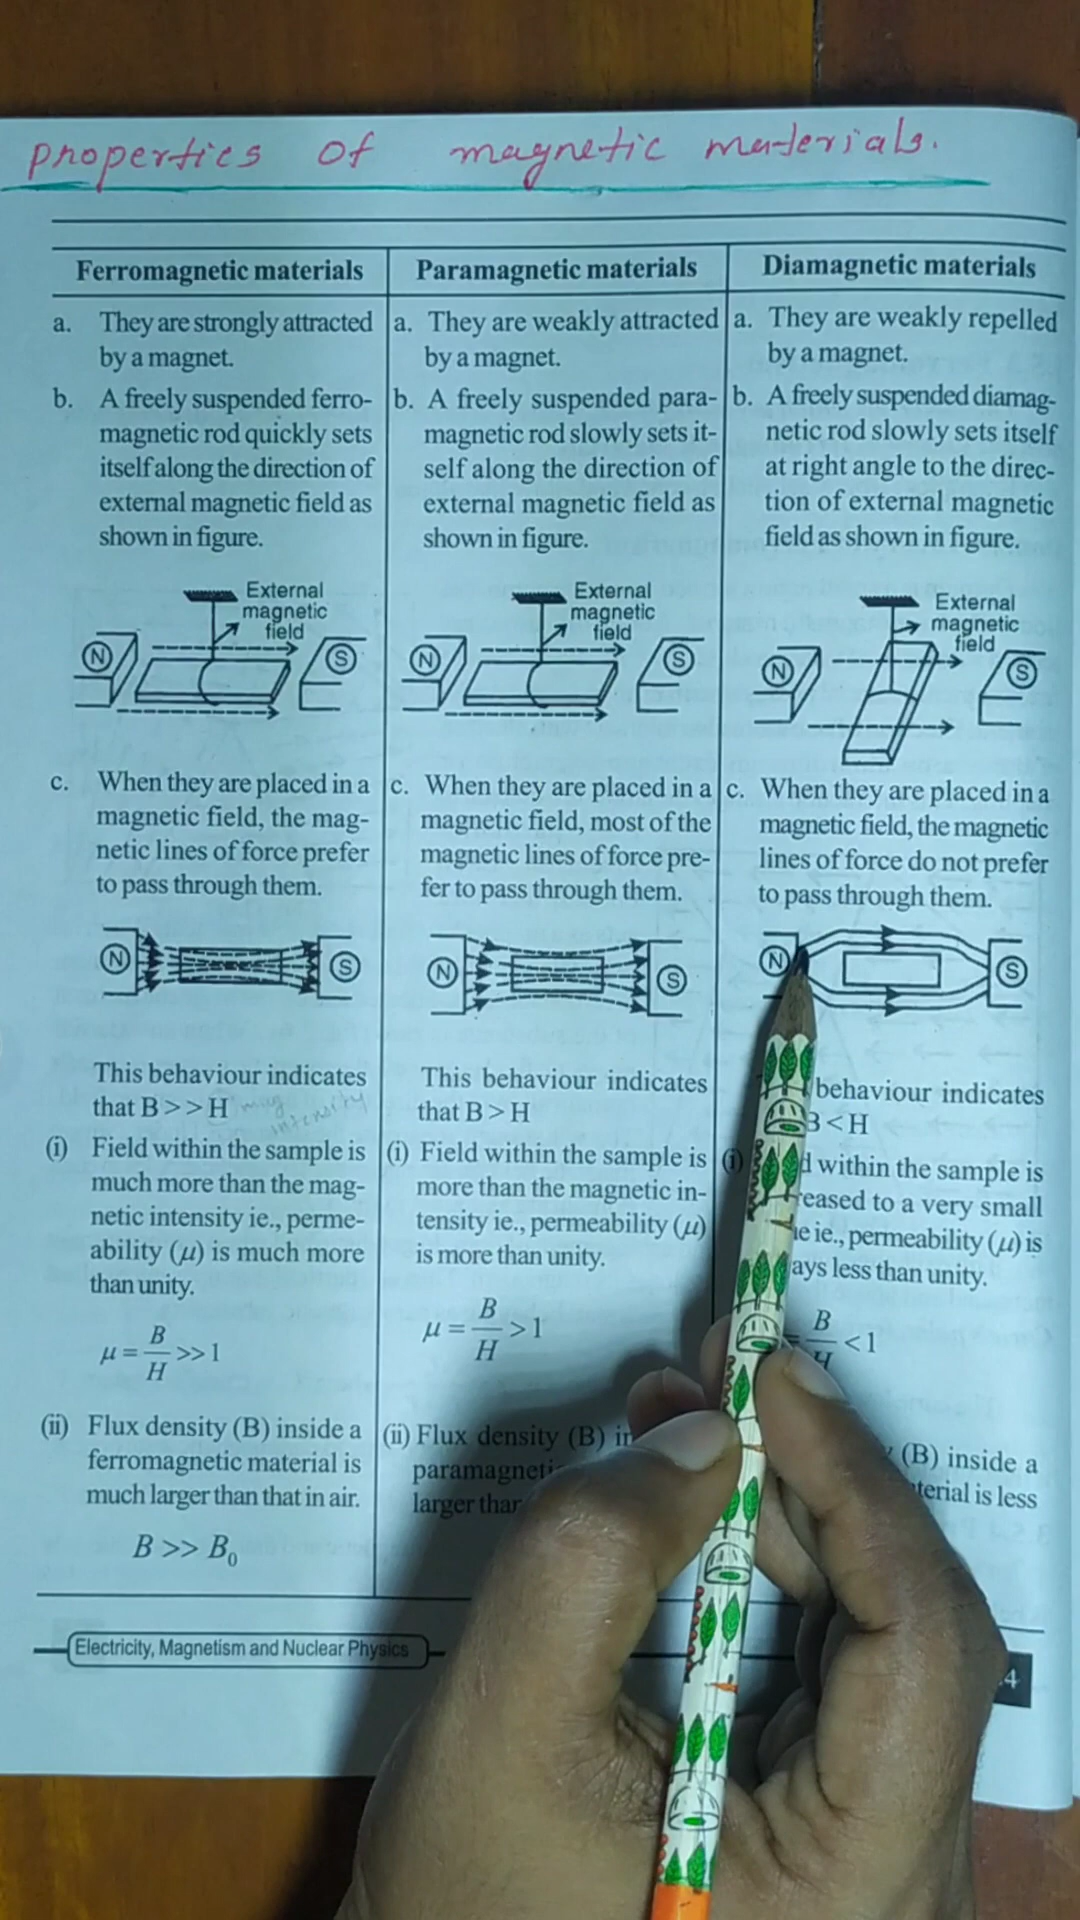 properties of magnetic materials.
Ferromagnetic materials
a. They are strongly attracted
by a magnet.
b. A freely suspended ferro-
magnetic rod quickly sets
itself along the direction of
external magnetic field as
shown in figure.
External
magnetic
field
N
S
c. When they are placed in a
magnetic field, the mag-
netic lines of force prefer
to pass through them.
N
S
This behaviour indicates
that B >> H mag
intensity
(i) Field within the sample is
much more than the mag-
netic intensity ie., perme-
ability (μ) is much more
than unity.
μ = B/H >> 1
(ii) Flux density (B) inside a
ferromagnetic material is
much larger than that in air.
B >> B₀
Paramagnetic materials
a. They are weakly attracted
by a magnet.
b. A freely suspended para-
magnetic rod slowly sets it-
self along the direction of
external magnetic field as
shown in figure.
External
magnetic
field
N
S
c. When they are placed in a
magnetic field, most of the
magnetic lines of force pre-
fer to pass through them.
N
S
This behaviour indicates
that B > H
(i) Field within the sample is
more than the magnetic in-
tensity ie., permeability (μ)
is more than unity.
μ = B/H > 1
(ii) Flux density (B)
larger
Diamagnetic materials
a. They are weakly repelled
by a magnet.
b. A freely suspended diamag-
netic rod slowly sets itself
at right angle to the direc-
tion of external magnetic
field as shown in figure.
External
magnetic
field
N
S
c. When they are placed in a
magnetic field, the magnetic
lines of force do not prefer
to pass through them.
N
S
behaviour indicates
B < H
(i) within the sample is
to a very small
ie., permeability (μ) is
less than unity.
= B/H < 1
(B) inside a
is less
Electricity, Magnetism and Nuclear Physics
4